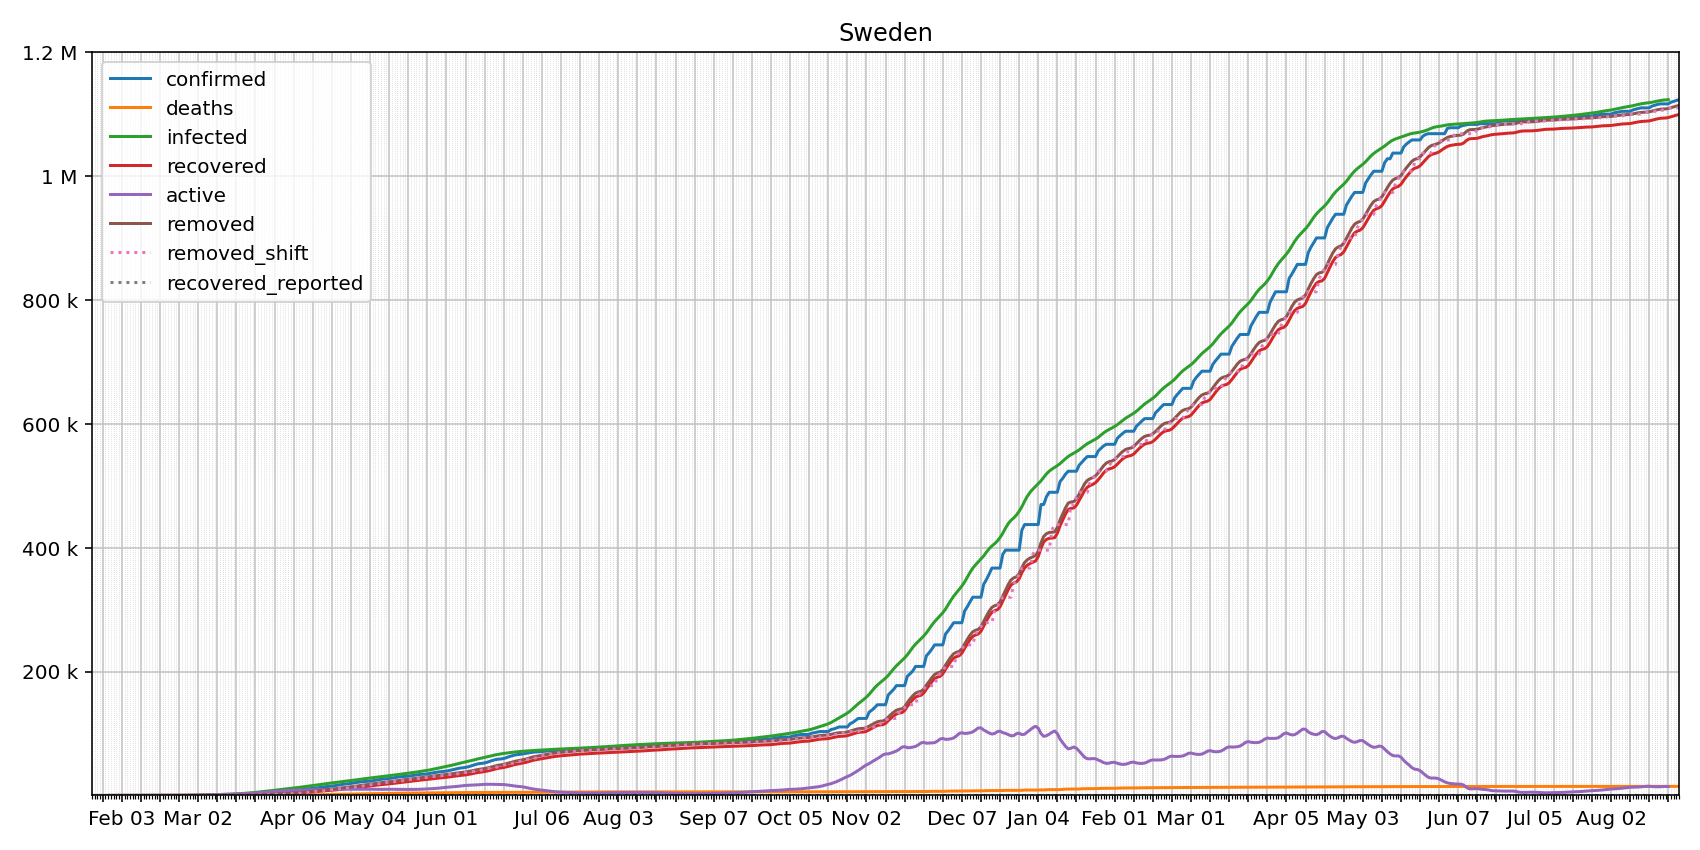 Sweden
1.2 M
1 M
800 k
600 k
400 k
200 k
confirmed
deaths
infected
recovered
active
removed
removed_shift
recovered_reported
Feb 03 Mar 02 Apr 06 May 04 Jun 01 Jul 06 Aug 03 Sep 07 Oct 05 Nov 02 Dec 07 Jan 04 Feb 01 Mar 01 Apr 05 May 03 Jun 07 Jul 05 Aug 02